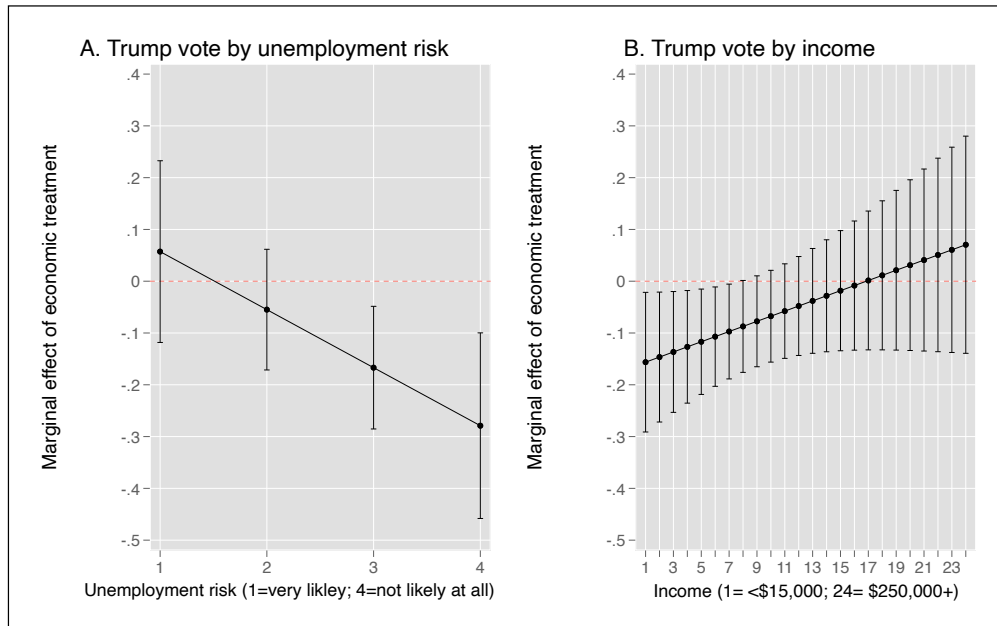 A. Trump vote by unemployment risk
.4
.3
.2
.1
0
-.1
-.2
-.3
-.4
-.5
Marginal effect of economic treatment
1 2 3 4
Unemployment risk (1=very likley; 4=not likely at all)
B. Trump vote by income
.4
.3
.2
.1
0
-.1
-.2
-.3
-.4
-.5
Marginal effect of economic treatment
1 3 5 7 9 11 13 15 17 19 21 23
Income (1= <$15,000; 24= $250,000+)